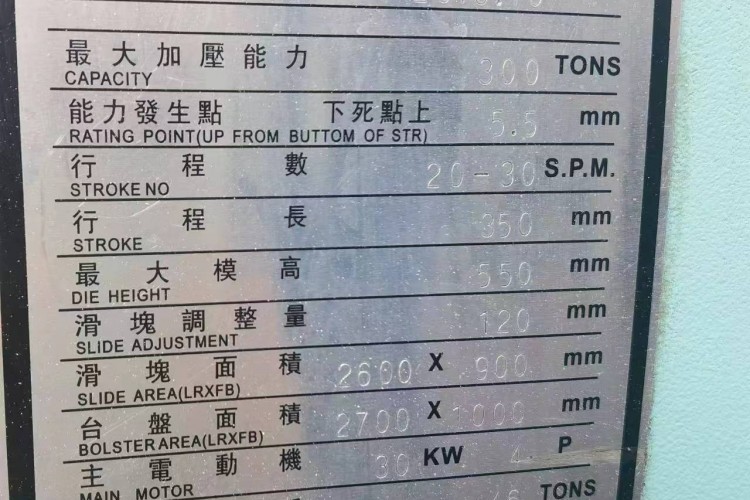 最大加壓能力 300 TONS
CAPACITY
能力發生點 下死點上 5.5 mm
RATING POINT(UP FROM BUTTOM OF STR)
行程數 20-30 S.P.M.
STROKE NO
行程長 350 mm
STROKE
最大模高 550 mm
DIE HEIGHT
滑塊調整量 120 mm
SLIDE ADJUSTMENT
滑塊面積 2600 X 900 mm
SLIDE AREA(LRXFB)
台盤面積 2700 X 1000 mm
BOLSTER AREA(LRXFB)
主電動機 30 KW 4 P
MAIN MOTOR
TONS